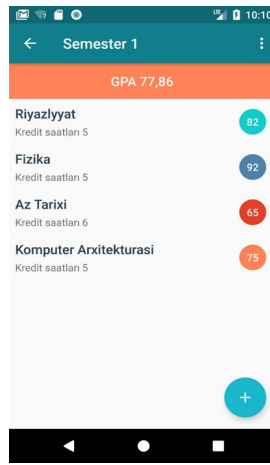 10:10
Semester 1
GPA 77,86
Riyazlyyat
82
Kredit saatları 5
Fizika
92
Kredit saatları 5
Az Tarixi
65
Kredit saatları 6
Komputer Arxitekturasi
75
Kredit saatları 5
+